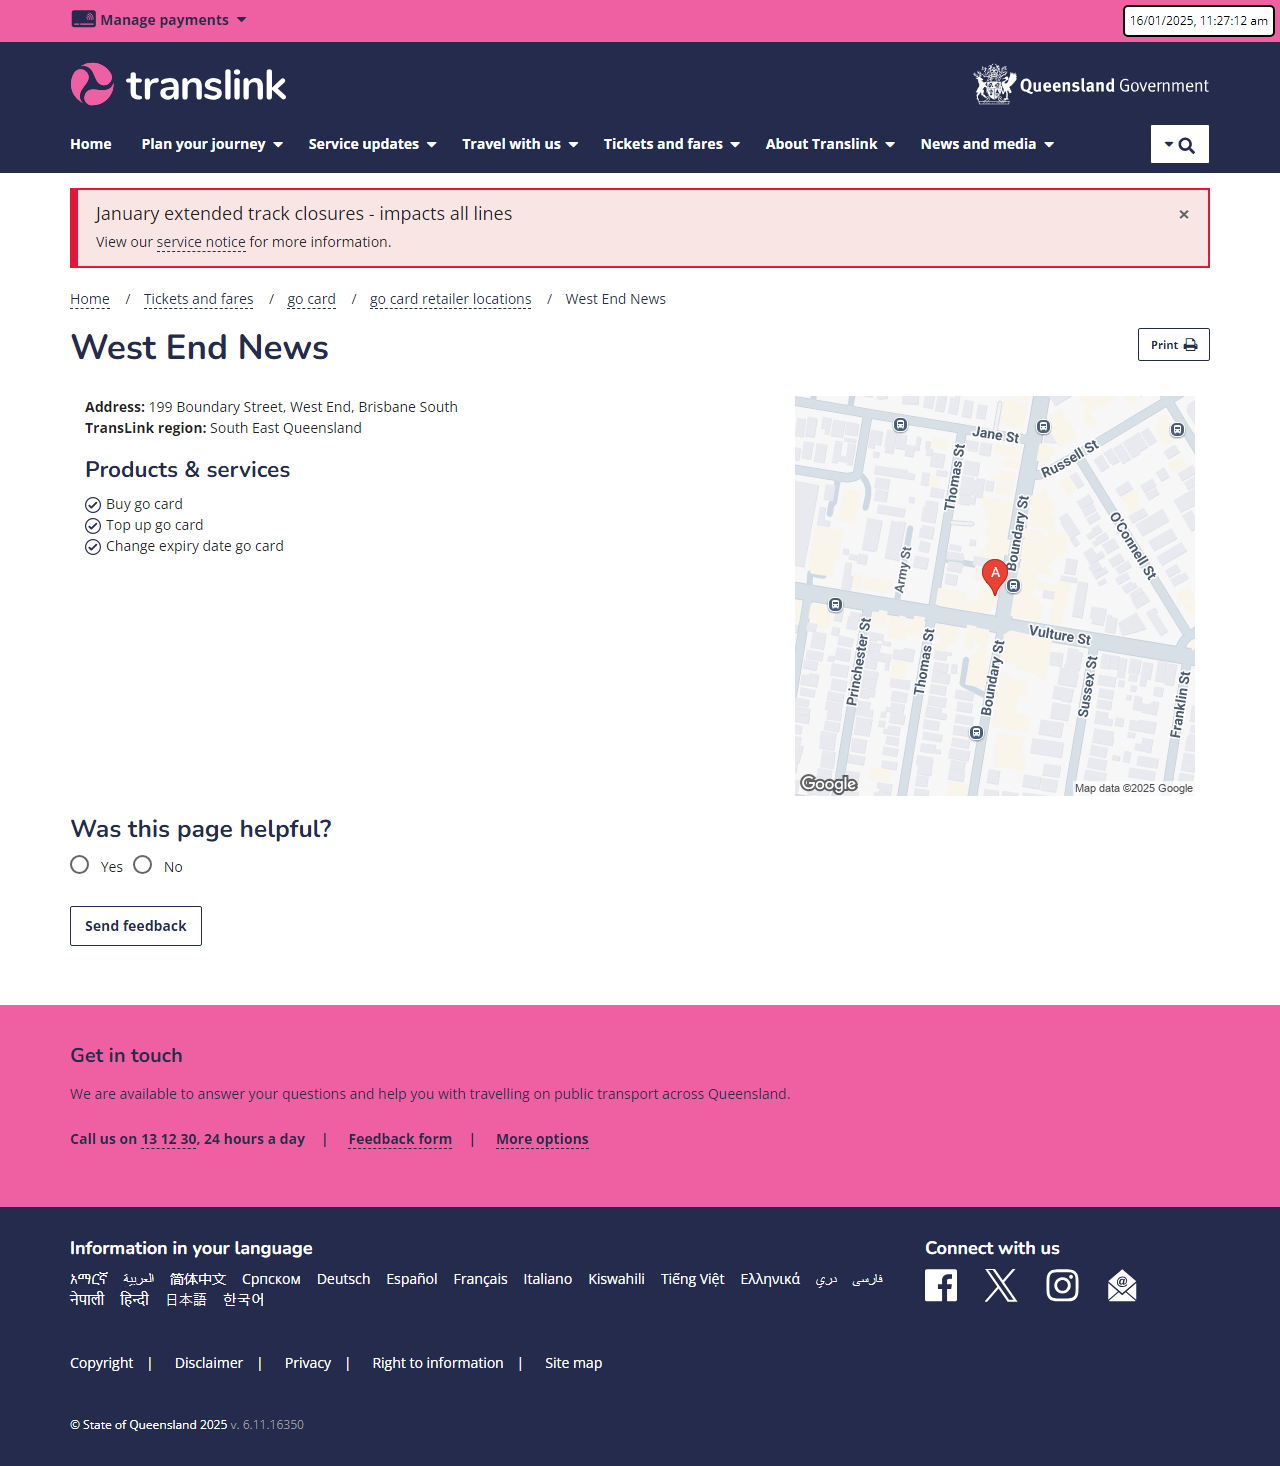 Manage payments
16/01/2025, 11:27:12 am
translink
Queensland Government
Home Plan your journey Service updates Travel with us Tickets and fares About Translink News and media
January extended track closures - impacts all lines
×
View our service notice for more information.
Home / Tickets and fares / go card / go card retailer locations / West End News
West End News
Print
Address: 199 Boundary Street, West End, Brisbane South
TransLink region: South East Queensland
Products & services
Buy go card
Top up go card
Change expiry date go card
Jane St
Russell St
Thomas St
Boundary St
O'Connell St
Army St
A
Vulture St
Princhester St
Thomas St
Boundary St
Sussex St
Franklin St
Google
Map data ©2025 Google
Was this page helpful?
Yes No
Send feedback
Get in touch
We are available to answer your questions and help you with travelling on public transport across Queensland.
Call us on 13 12 30, 24 hours a day | Feedback form | More options
Information in your language
Connect with us
አማርኛ العربية 简体中文 Српском Deutsch Español Français Italiano Kiswahili Tiếng Việt Ελληνικά دري فارسی
नेपाली हिन्दी 日本語 한국어
Copyright | Disclaimer | Privacy | Right to information | Site map
© State of Queensland 2025 v. 6.11.16350